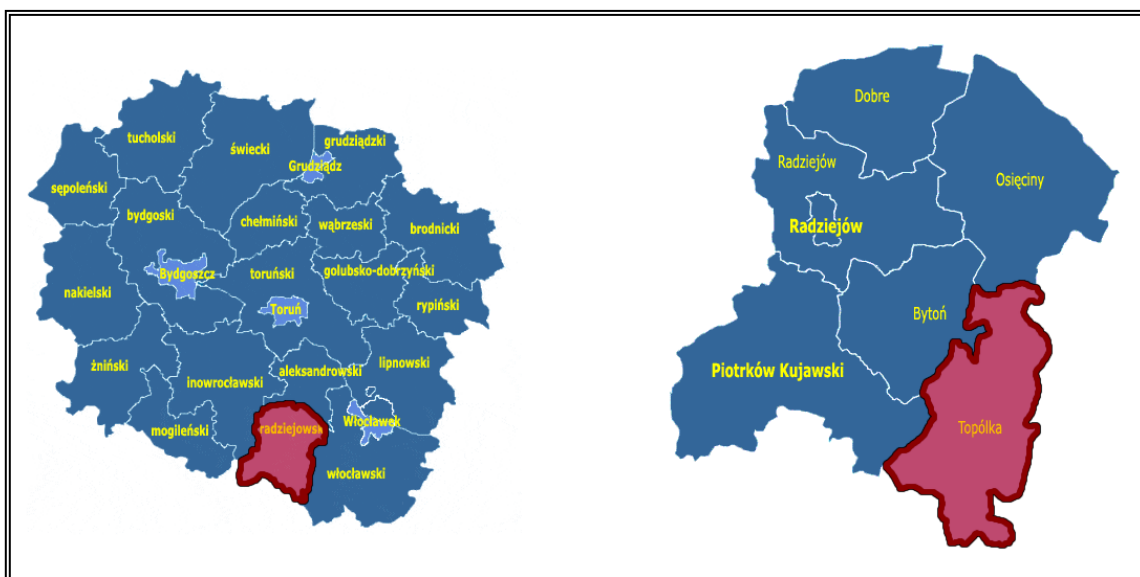 tucholski
świecki
grudziądzki
Grudziądz
sępoleński
bydgoski
chełmiński
wąbrzeski
brodnicki
Bydgoszcz
toruński
golubsko-dobrzyński
nakielski
Toruń
rypiński
żniński
inowrocławski
aleksandrowski
lipnowski
mogileński
radziejowsk
Włocławek
włocławski
Dobre
Radziejów
Osięciny
Radziejów
Bytoń
Piotrków Kujawski
Topólka